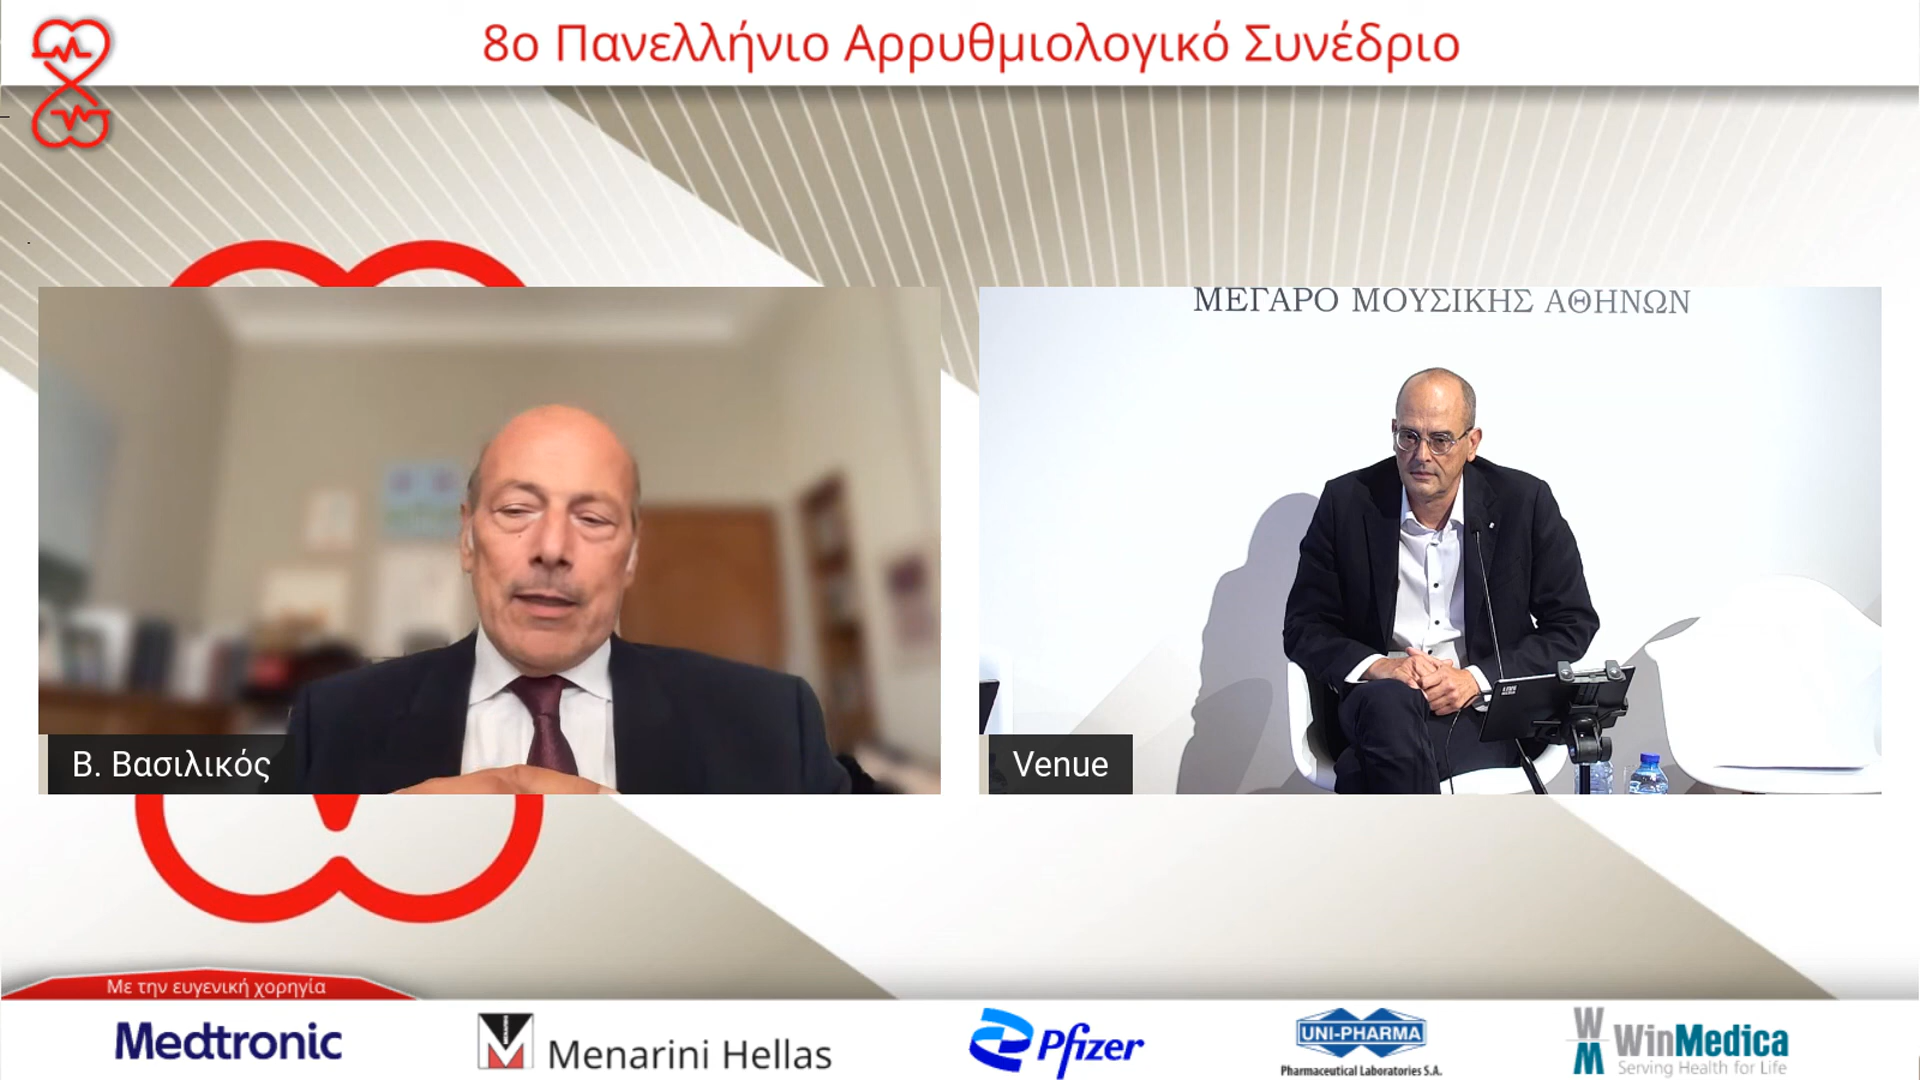 8ο Πανελλήνιο Αρρυθμιολογικό Συνέδριο
ΜΕΓΑΡΟ ΜΟΥΣΙΚΗΣ ΑΘΗΝΩΝ
Β. Βασιλικός
Venue
Με την ευγενική χορηγία
Medtronic
Menarini Hellas
Pfizer
UNI-PHARMA
Pharmaceutical Laboratories S.A.
WM WinMedica
Serving Health for Life